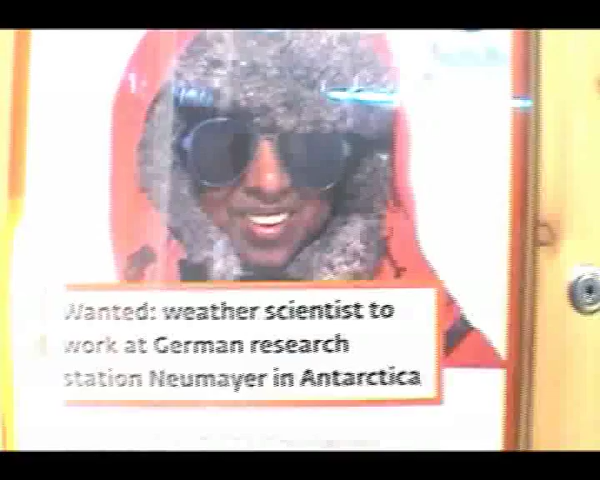 Wanted: weather scientist to
work at German research
station Neumayer in Antarctica